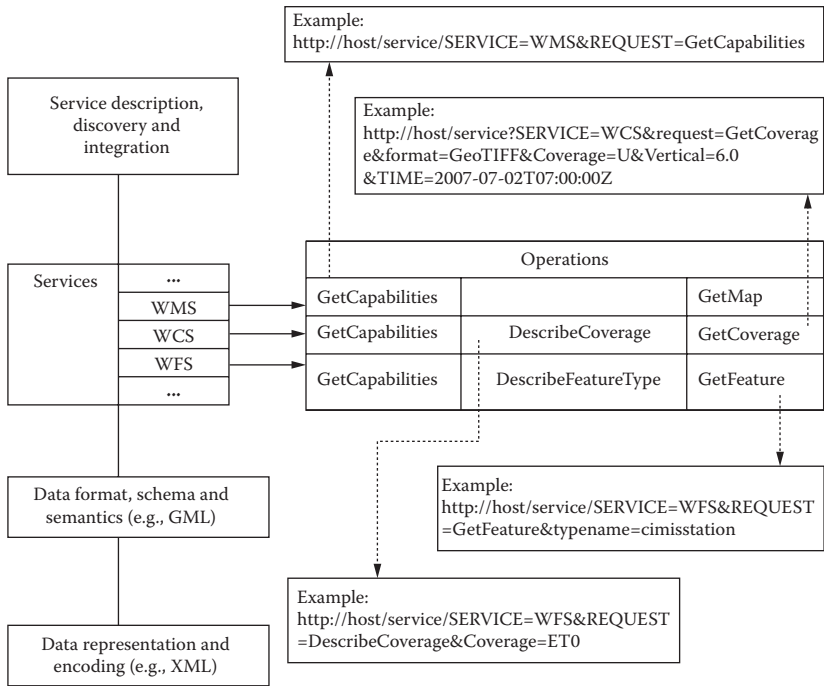 Example:
http://host/service/SERVICE=WMS&REQUEST=GetCapabilities
Service description,
discovery and
integration
Example:
http://host/service?SERVICE=WCS&request=GetCoverag
e&format=GeoTIFF&Coverage=U&Vertical=6.0
&TIME=2007-07-02T07:00:00Z
Services
...
WMS
WCS
WFS
...
Operations
GetCapabilities
GetMap
GetCapabilities
DescribeCoverage
GetCoverage
GetCapabilities
DescribeFeatureType
GetFeature
Data format, schema and
semantics (e.g., GML)
Example:
http://host/service/SERVICE=WFS&REQUEST
=GetFeature&typename=cimisstation
Example:
http://host/service/SERVICE=WFS&REQUEST
=DescribeCoverage&Coverage=ET0
Data representation and
encoding (e.g., XML)